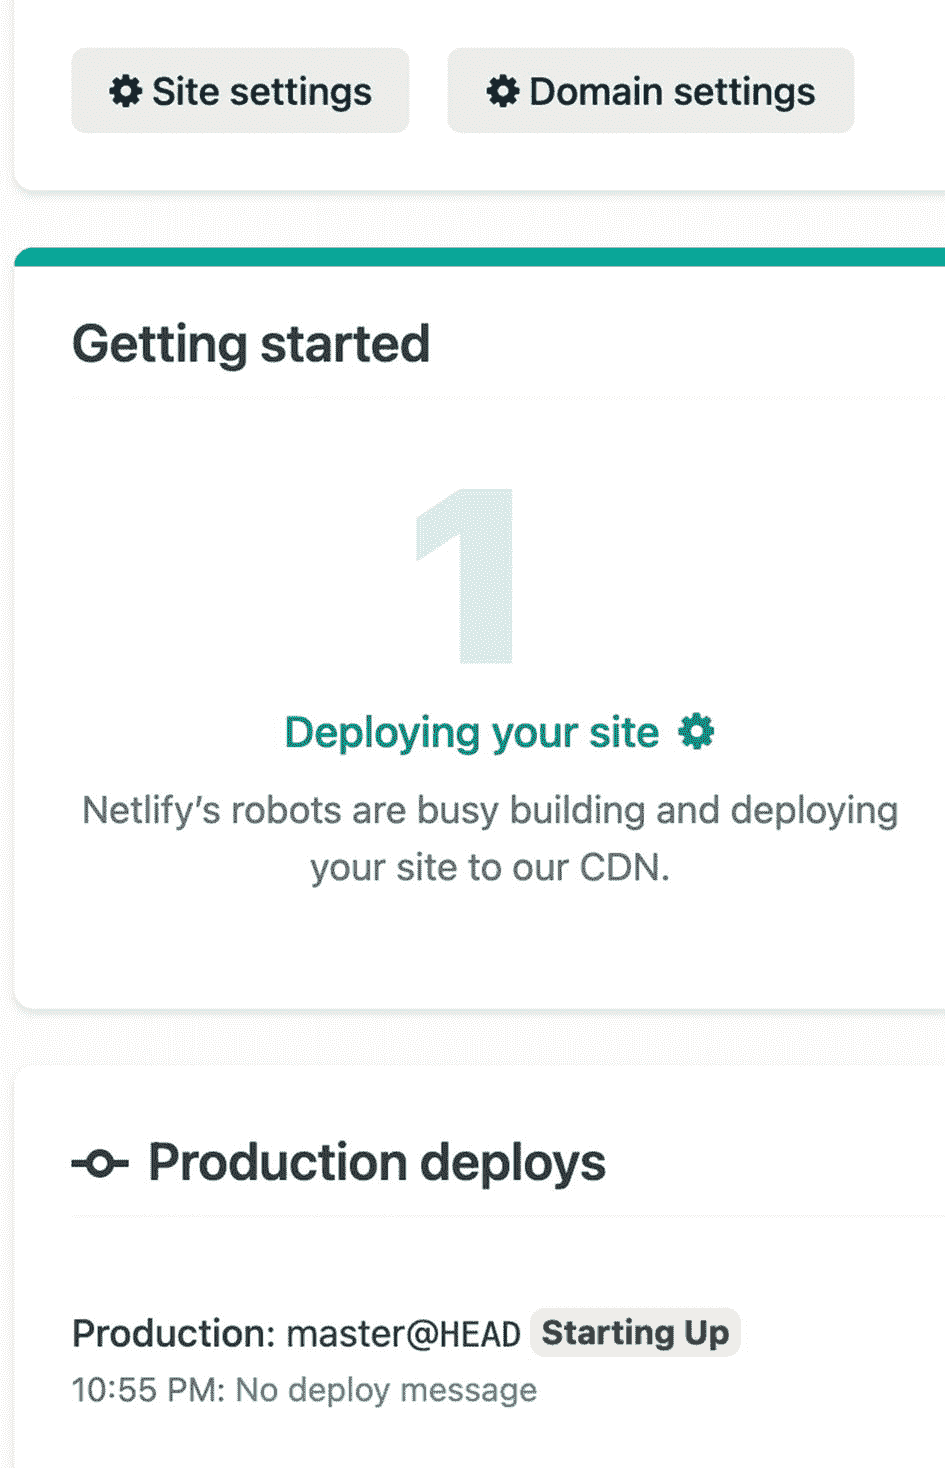 Site settings
Domain settings
Getting started
1
Deploying your site
Netlify’s robots are busy building and deploying
your site to our CDN.
Production deploys
Production: master@HEAD Starting Up
10:55 PM: No deploy message